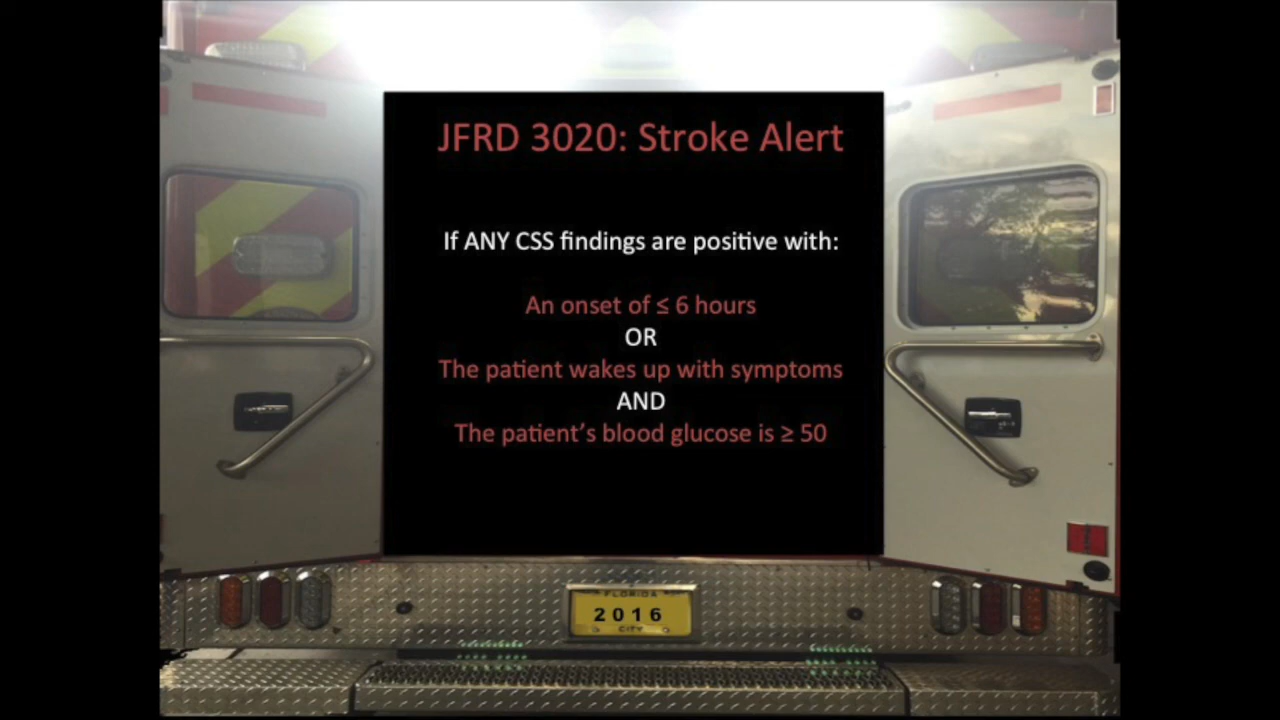 JFRD 3020: Stroke Alert
If ANY CSS findings are positive with:
An onset of ≤ 6 hours
OR
The patient wakes up with symptoms
AND
The patient’s blood glucose is ≥ 50
FLORIDA
2016
CITY